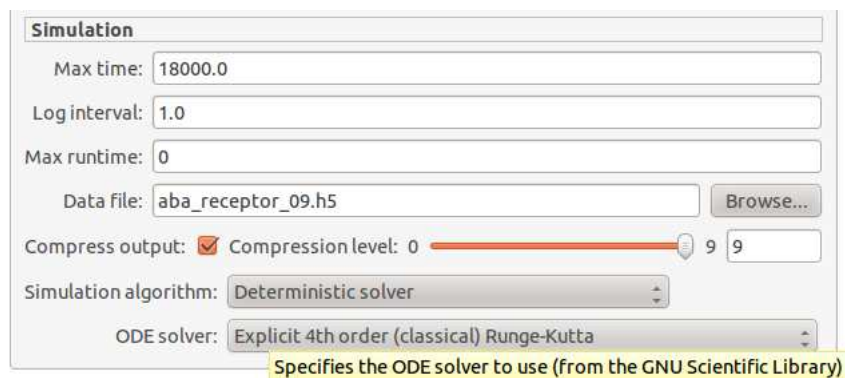 Simulation
Max time: 18000.0
Log interval: 1.0
Max runtime: 0
Data file: aba_receptor_09.h5 Browse...
Compress output: Compression level: 0 9 9
Simulation algorithm: Deterministic solver
ODE solver: Explicit 4th order (classical) Runge-Kutta
Specifies the ODE solver to use (from the GNU Scientific Library)